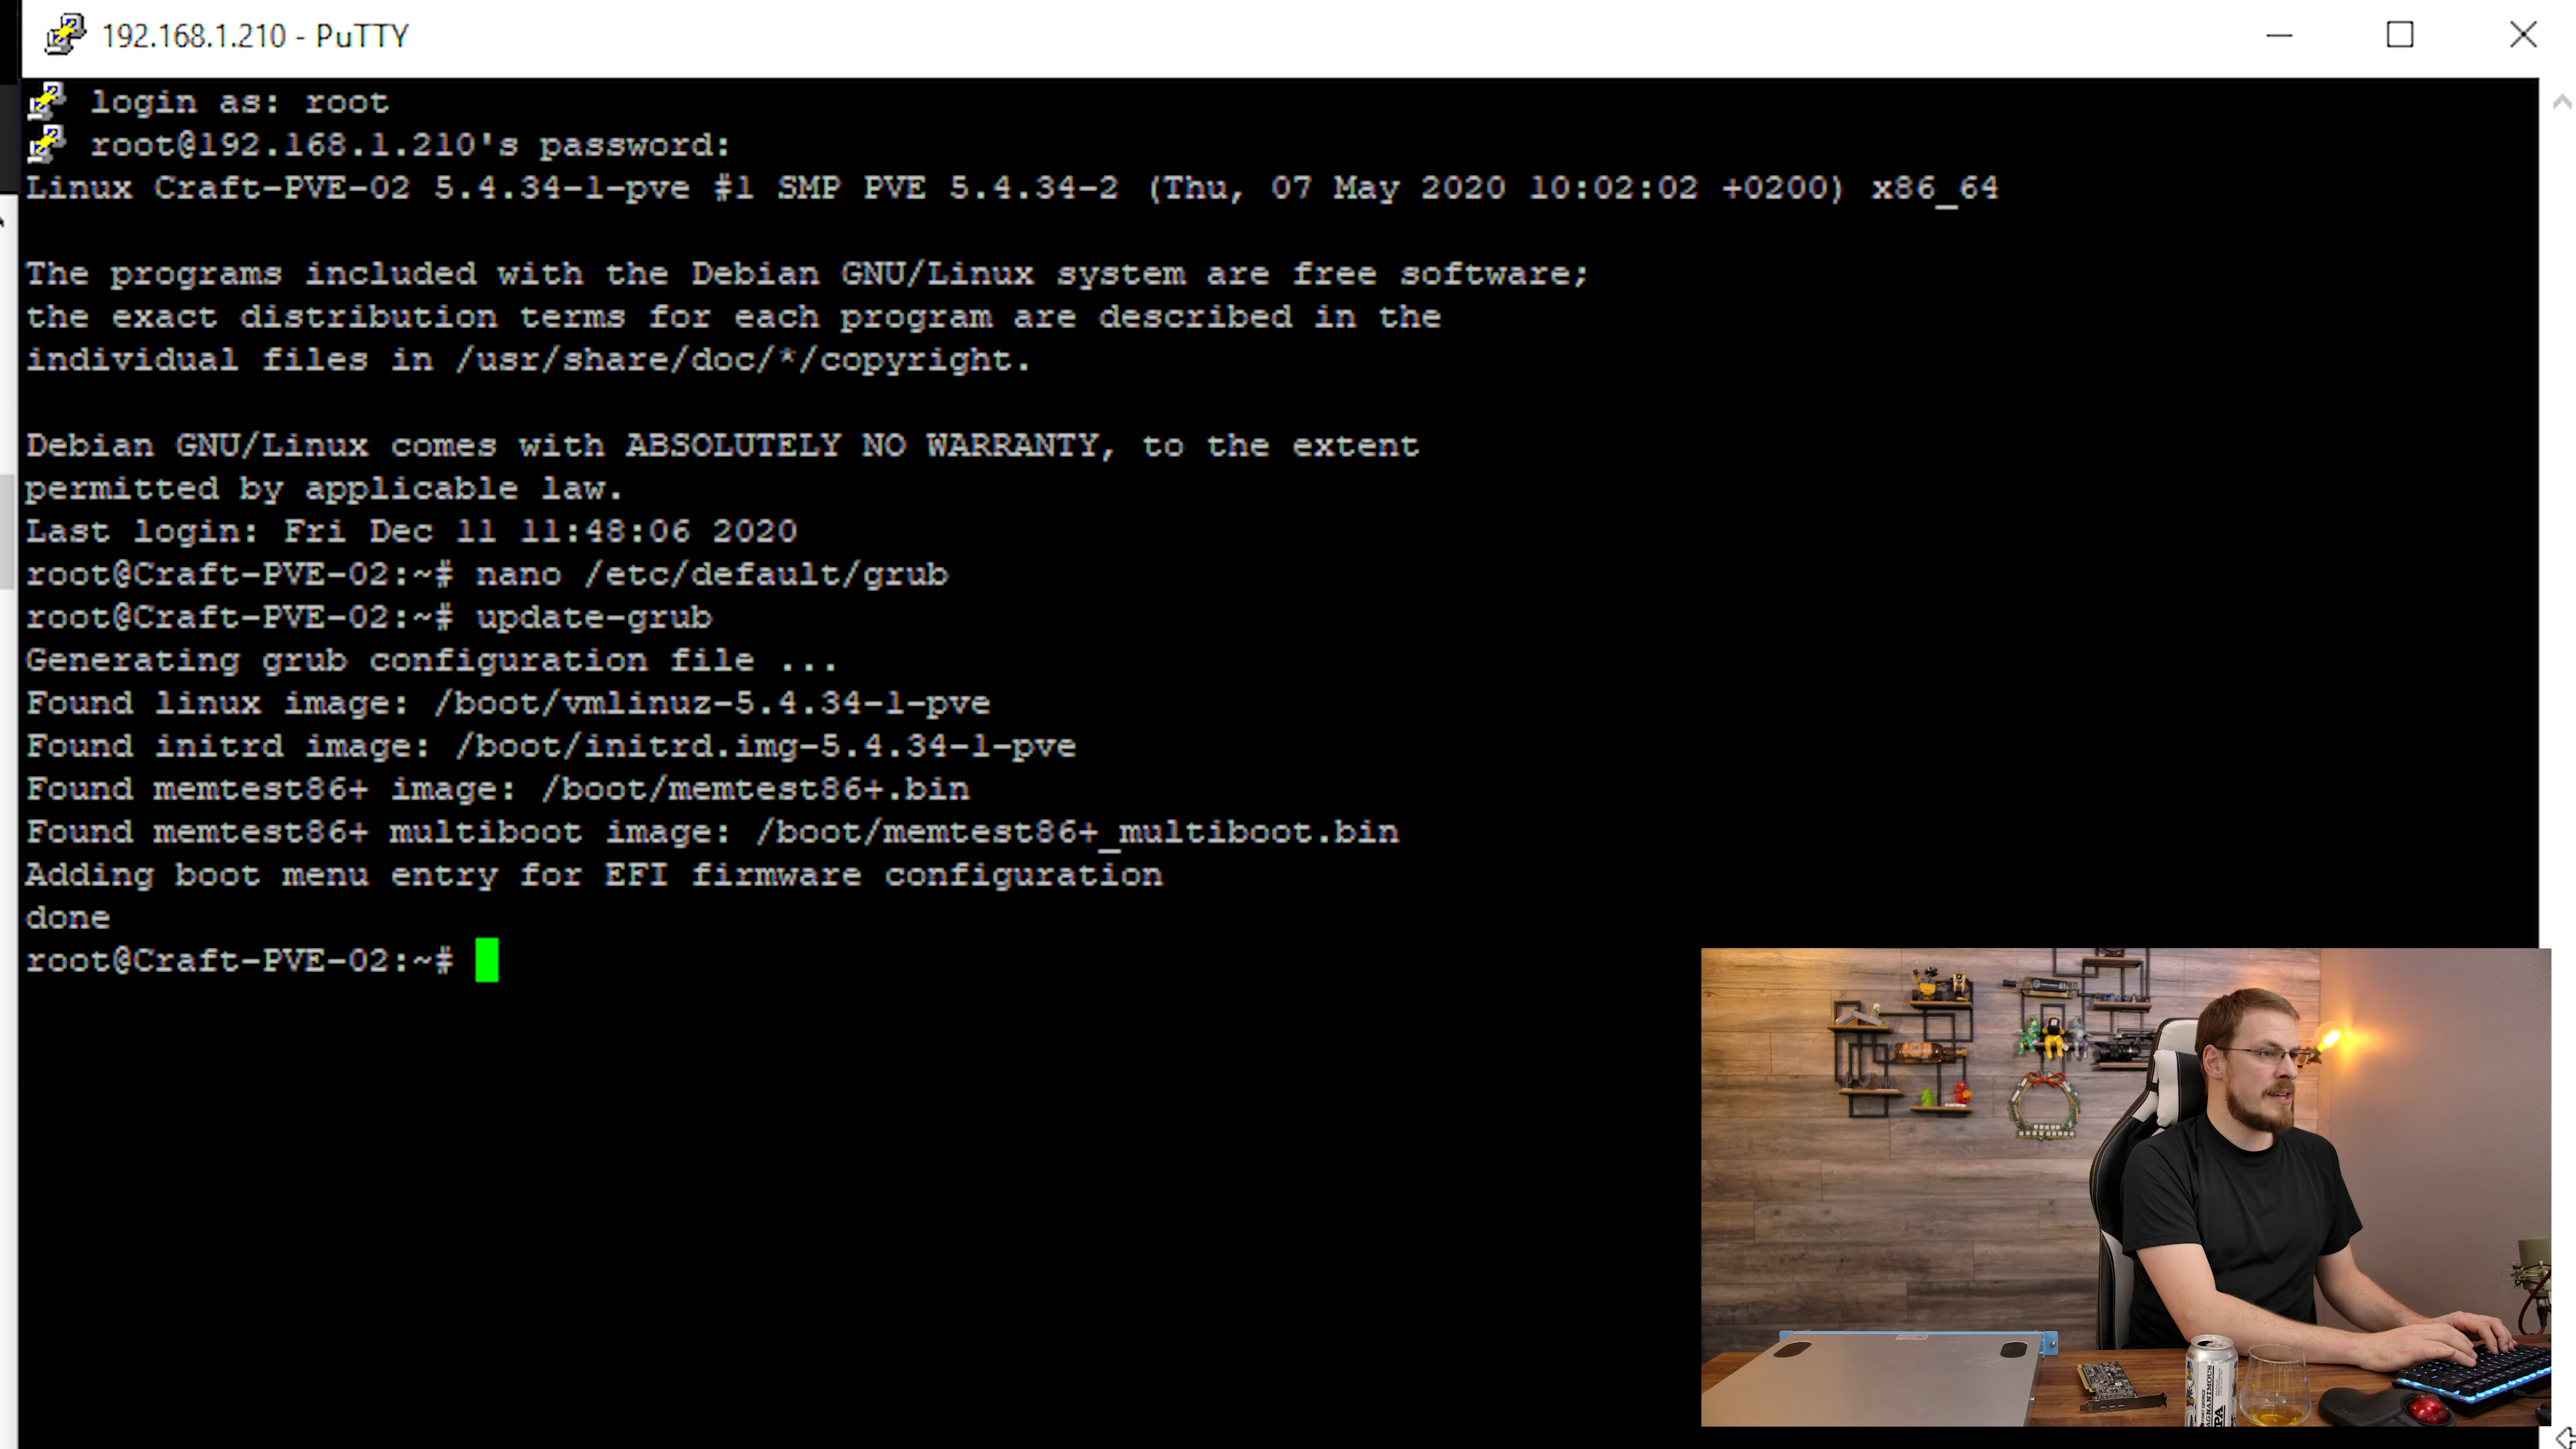 192.168.1.210 - PuTTY
login as: root
root@192.168.1.210's password:
Linux Craft-PVE-02 5.4.34-1-pve #1 SMP PVE 5.4.34-2 (Thu, 07 May 2020 10:02:02 +0200) x86_64
The programs included with the Debian GNU/Linux system are free software;
the exact distribution terms for each program are described in the
individual files in /usr/share/doc/*/copyright.
Debian GNU/Linux comes with ABSOLUTELY NO WARRANTY, to the extent
permitted by applicable law.
Last login: Fri Dec 11 11:48:06 2020
root@Craft-PVE-02:~# nano /etc/default/grub
root@Craft-PVE-02:~# update-grub
Generating grub configuration file ...
Found linux image: /boot/vmlinuz-5.4.34-1-pve
Found initrd image: /boot/initrd.img-5.4.34-1-pve
Found memtest86+ image: /boot/memtest86+.bin
Found memtest86+ multiboot image: /boot/memtest86+_multiboot.bin
Adding boot menu entry for EFI firmware configuration
done
root@Craft-PVE-02:~#